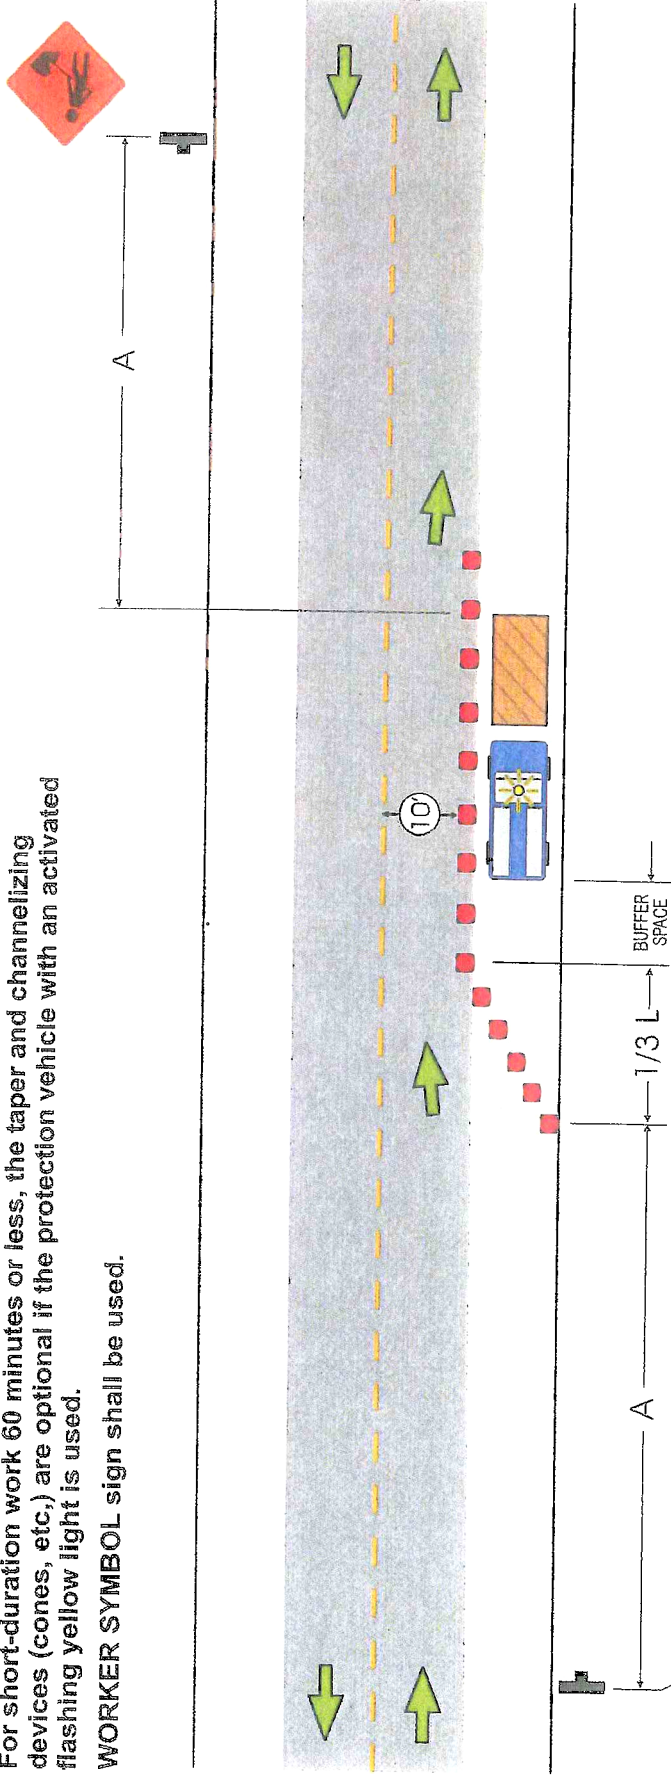 For short-duration work 60 minutes or less, the taper and channelizing
devices (cones, etc,) are optional if the protection vehicle with an activated
flashing yellow light is used.
WORKER SYMBOL sign shall be used.
A
10'
BUFFER
SPACE
1/3 L
A